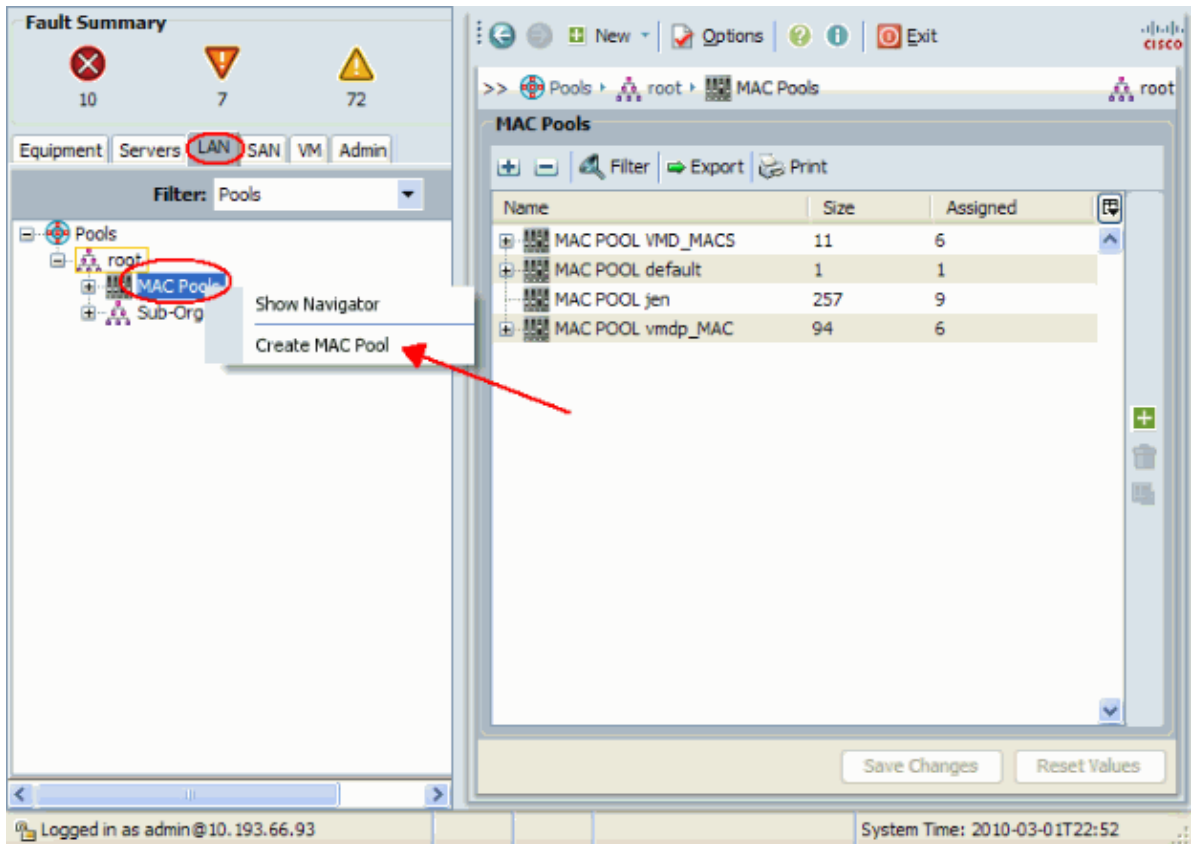 Fault Summary
10 7 72
Equipment Servers LAN SAN VM Admin
Filter: Pools
Pools
root
MAC Pools
Sub-Org
Show Navigator
Create MAC Pool
New Options Exit
CISCO
>> Pools root MAC Pools root
MAC Pools
Filter Export Print
Name Size Assigned
MAC POOL VMD_MACS 11 6
MAC POOL default 1 1
MAC POOL jen 257 9
MAC POOL vmdp_MAC 94 6
Save Changes Reset Values
Logged in as admin@10.193.66.93 System Time: 2010-03-01T22:52